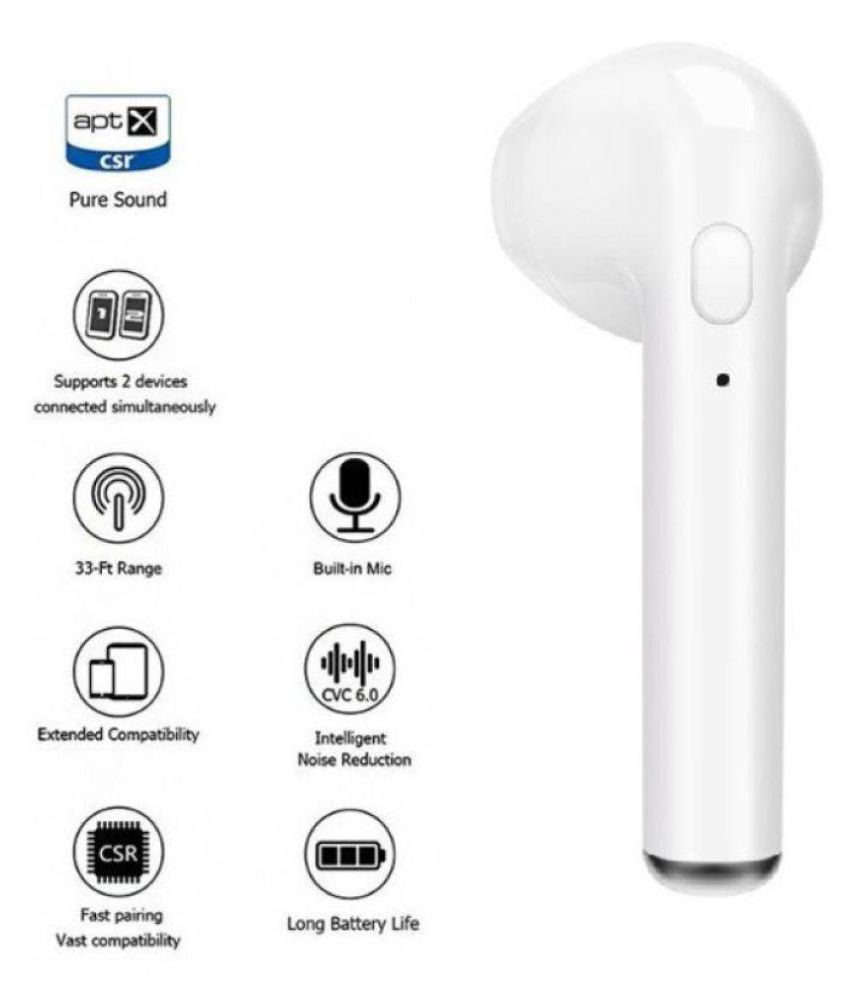 aptX
csr
Pure Sound
Supports 2 devices
connected simultaneously
33-Ft Range
Built-in Mic
Extended Compatibility
CVC 6.0
Intelligent
Noise Reduction
CSR
Fast pairing
Vast compatibility
Long Battery Life